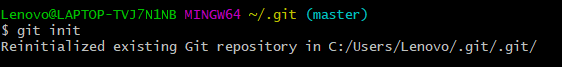 Lenovo@LAPTOP-TVJ7N1NB MINGW64 ~/.git (master)
$ git init
Reinitialized existing Git repository in C:/Users/Lenovo/.git/.git/